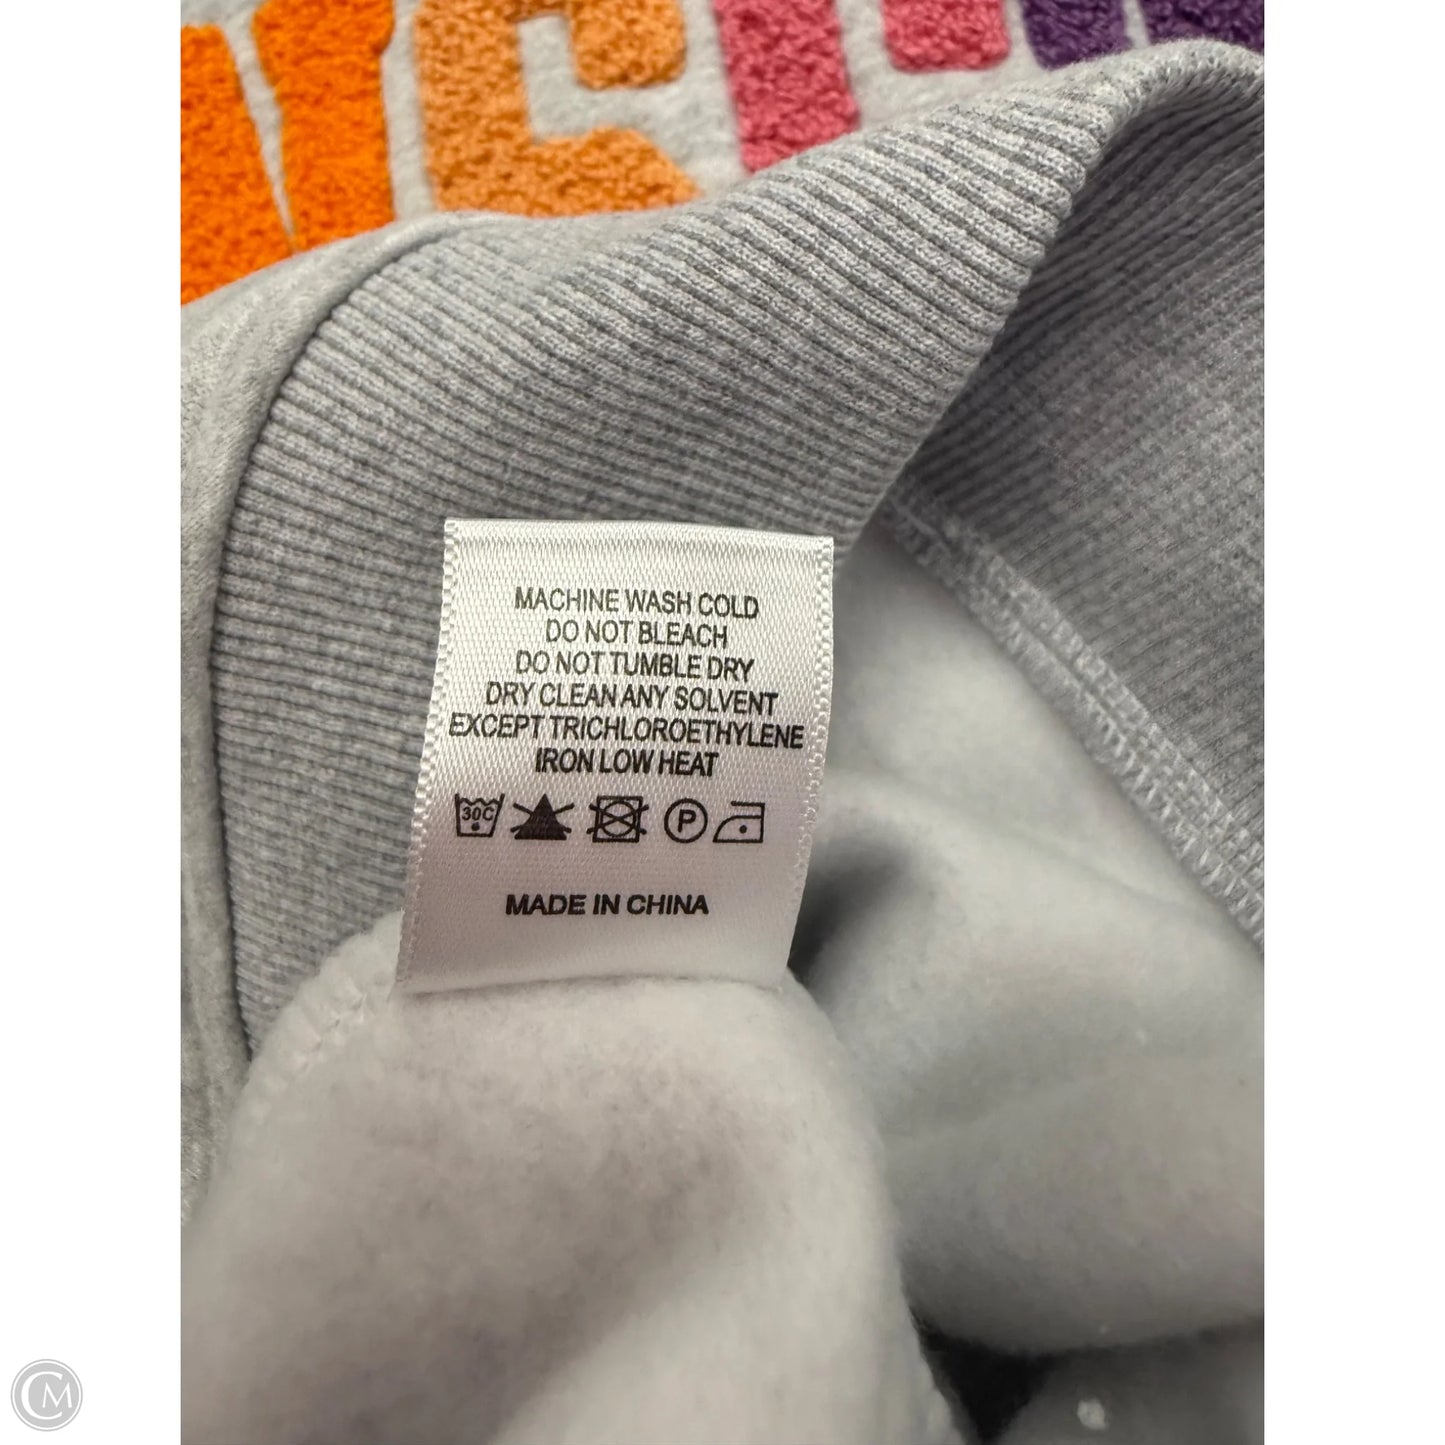 MACHINE WASH COLD
DO NOT BLEACH
DO NOT TUMBLE DRY
DRY CLEAN ANY SOLVENT
EXCEPT TRICHLOROETHYLENE
IRON LOW HEAT
30C
P
MADE IN CHINA
CM